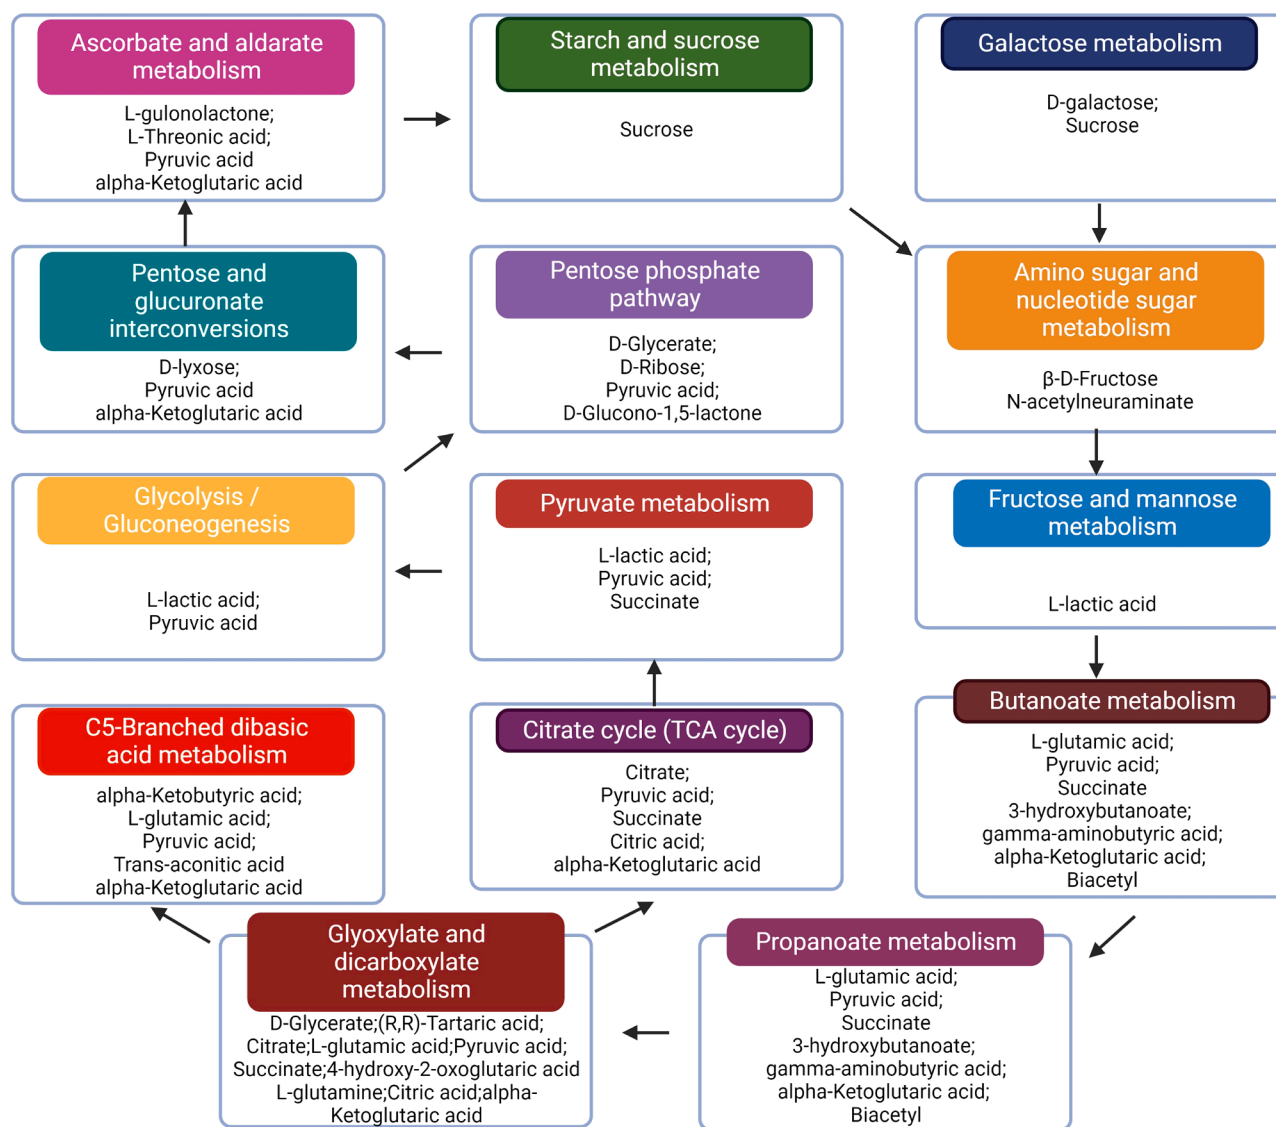 Ascorbate and aldarate
metabolism
L-gulonolactone;
L-Threonic acid;
Pyruvic acid
alpha-Ketoglutaric acid
Starch and sucrose
metabolism
Sucrose
Galactose metabolism
D-galactose;
Sucrose
Pentose and
glucuronate
interconversions
D-lyxose;
Pyruvic acid
alpha-Ketoglutaric acid
Pentose phosphate
pathway
D-Glycerate;
D-Ribose;
Pyruvic acid;
D-Glucono-1,5-lactone
Amino sugar and
nucleotide sugar
metabolism
β-D-Fructose
N-acetylneuraminate
Glycolysis /
Gluconeogenesis
L-lactic acid;
Pyruvic acid
Pyruvate metabolism
L-lactic acid;
Pyruvic acid;
Succinate
Fructose and mannose
metabolism
L-lactic acid
C5-Branched dibasic
acid metabolism
alpha-Ketobutyric acid;
L-glutamic acid;
Pyruvic acid;
Trans-aconitic acid
alpha-Ketoglutaric acid
Citrate cycle (TCA cycle)
Citrate;
Pyruvic acid;
Succinate
Citric acid;
alpha-Ketoglutaric acid
Butanoate metabolism
L-glutamic acid;
Pyruvic acid;
Succinate
3-hydroxybutanoate;
gamma-aminobutyric acid;
alpha-Ketoglutaric acid;
Biacetyl
Glyoxylate and
dicarboxylate
metabolism
D-Glycerate;(R,R)-Tartaric acid;
Citrate;L-glutamic acid;Pyruvic acid;
Succinate;4-hydroxy-2-oxoglutaric acid
L-glutamine;Citric acid;alpha-
Ketoglutaric acid
Propanoate metabolism
L-glutamic acid;
Pyruvic acid;
Succinate
3-hydroxybutanoate;
gamma-aminobutyric acid;
alpha-Ketoglutaric acid;
Biacetyl